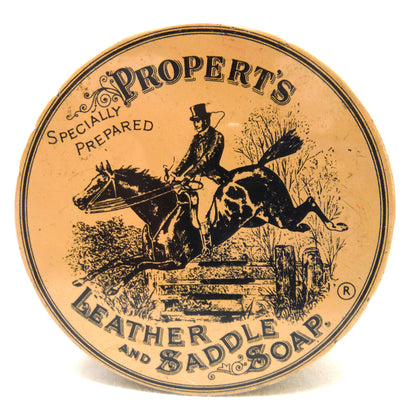 PROPERT'S
SPECIALLY
PREPARED
LEATHER
AND SADDLE
SOAP.
®